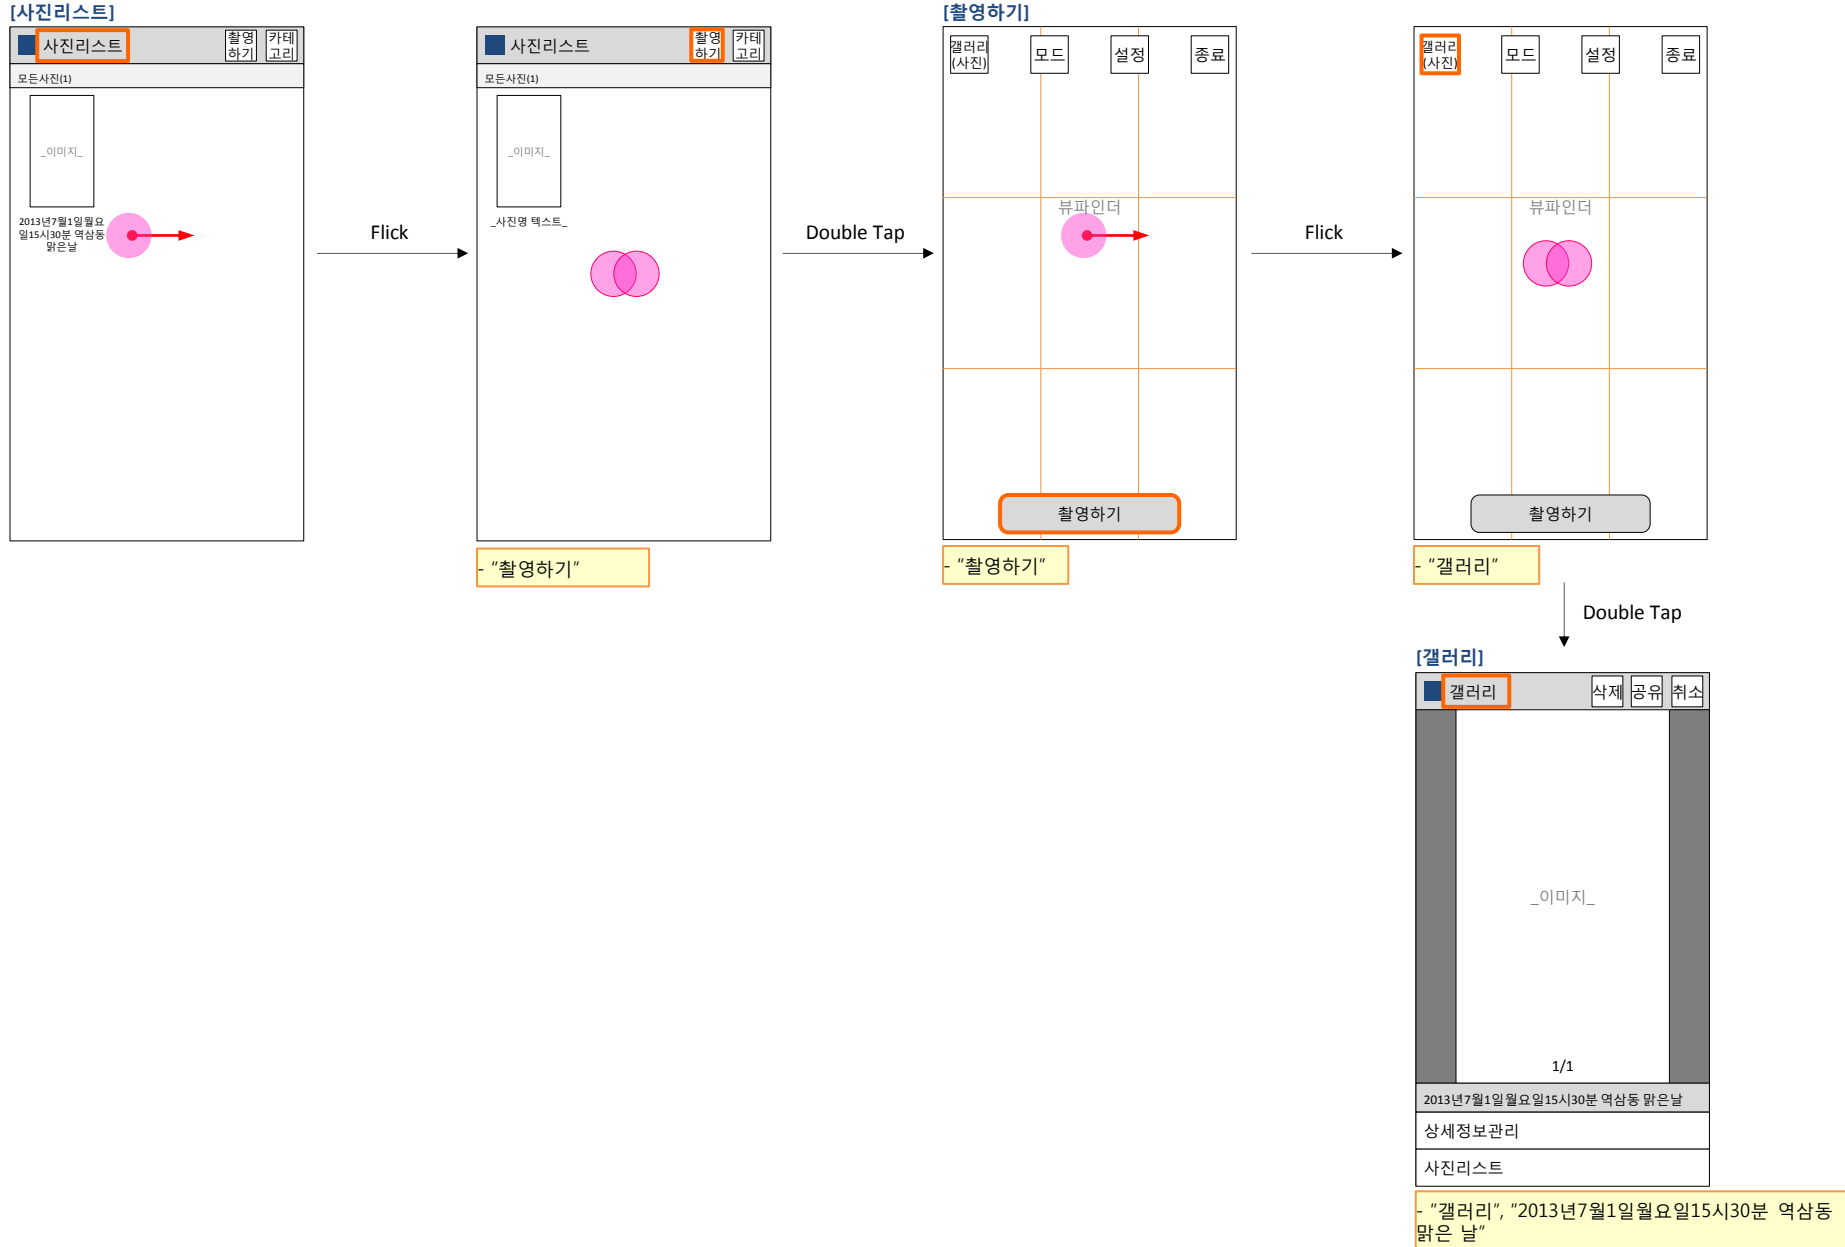 [사진리스트]
사진리스트
촬영
하기
카테
고리
모든사진(1)
_이미지_
2013년7월1일월요
일15시30분 역삼동
맑은날
Flick
사진리스트
촬영
하기
카테
고리
모든사진(1)
_이미지_
_사진명 텍스트_
- "촬영하기"
Double Tap
[촬영하기]
갤러리
(사진)
모드
설정
종료
뷰파인더
촬영하기
- "촬영하기"
Flick
갤러리
(사진)
모드
설정
종료
뷰파인더
촬영하기
- "갤러리"
Double Tap
[갤러리]
갤러리
삭제
공유
취소
_이미지_
1/1
2013년7월1일월요일15시30분 역삼동 맑은날
상세정보관리
사진리스트
- "갤러리", "2013년7월1일월요일15시30분 역삼동
맑은 날"